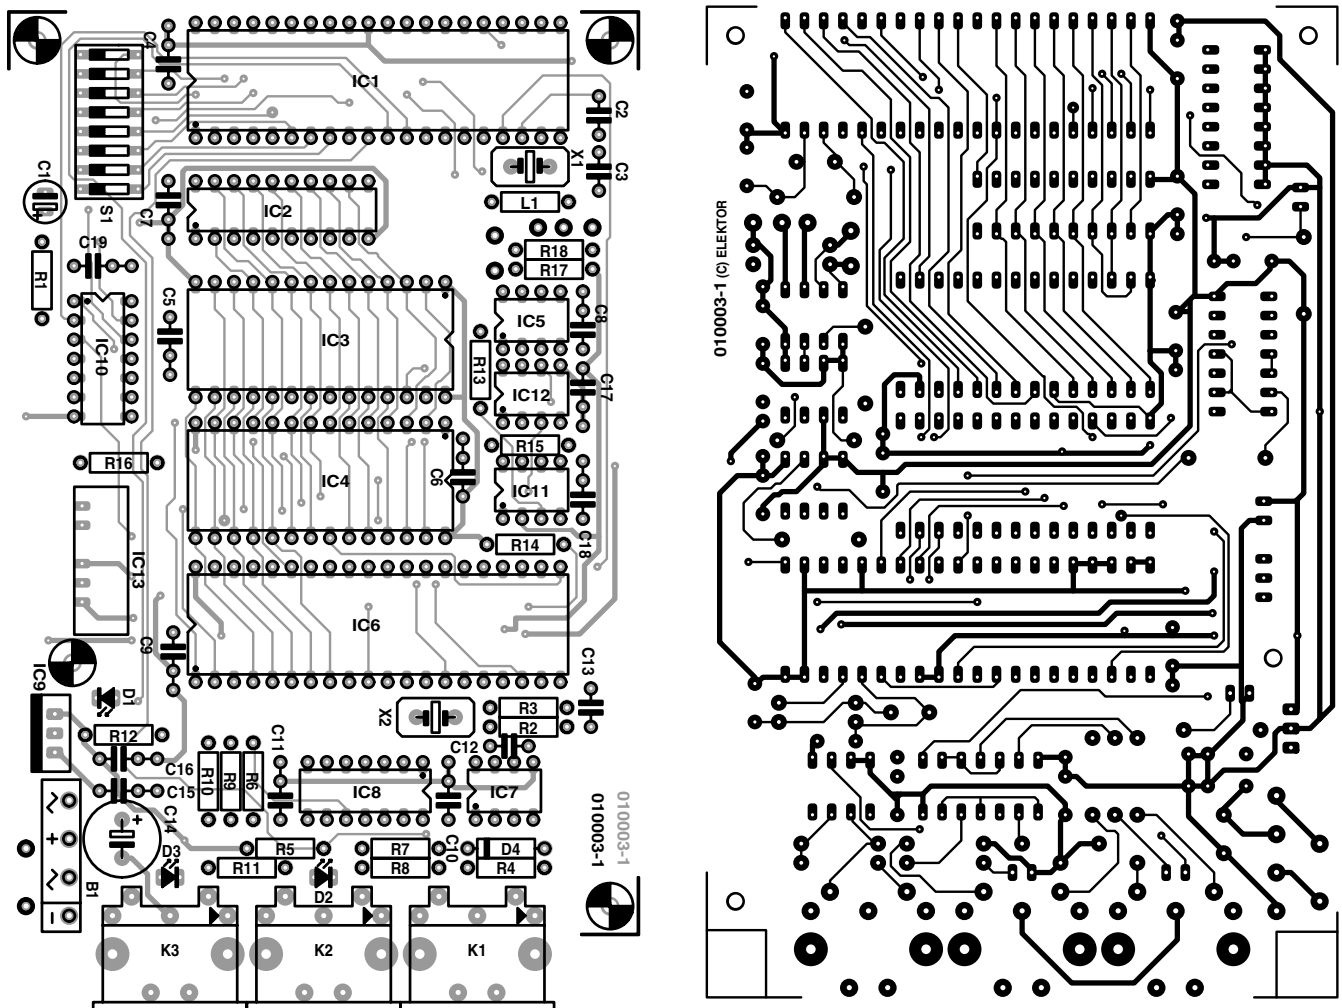 C4
IC1
C2
X1
C3
C1
+
S1
C7
IC2
L1
C19
R18
R17
R1
C5
IC3
IC5
C8
IC10
R13
IC12
C17
R16
R15
IC4
C6
IC11
R14
C18
IC13
IC6
C9
IC9
D1
C13
X2
R3
R2
R12
C12
C11
C16
R10
R9
R6
IC8
IC7
C15
C14
~
+
~
–
B1
+
R5
R7
C10
D4
D3
R11
D2
R8
R4
010003-1
010003-1
K3
K2
K1
010003-1 (C) ELEKTOR